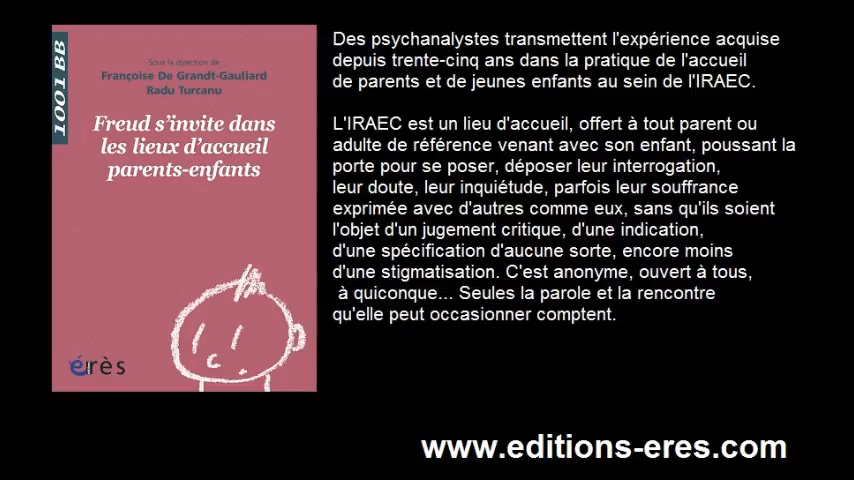 1001 BB
Sous la direction de
Françoise De Grandt-Gauliard
Radu Turcanu
Freud s'invite dans
les lieux d'accueil
parents-enfants
érès
Des psychanalystes transmettent l'expérience acquise
depuis trente-cinq ans dans la pratique de l'accueil
de parents et de jeunes enfants au sein de l'IRAEC.
L'IRAEC est un lieu d'accueil, offert à tout parent ou
adulte de référence venant avec son enfant, poussant la
porte pour se poser, déposer leur interrogation,
leur doute, leur inquiétude, parfois leur souffrance
exprimée avec d'autres comme eux, sans qu'ils soient
l'objet d'un jugement critique, d'une indication,
d'une spécification d'aucune sorte, encore moins
d'une stigmatisation. C'est anonyme, ouvert à tous,
à quiconque... Seules la parole et la rencontre
qu'elle peut occasionner comptent.
www.editions-eres.com